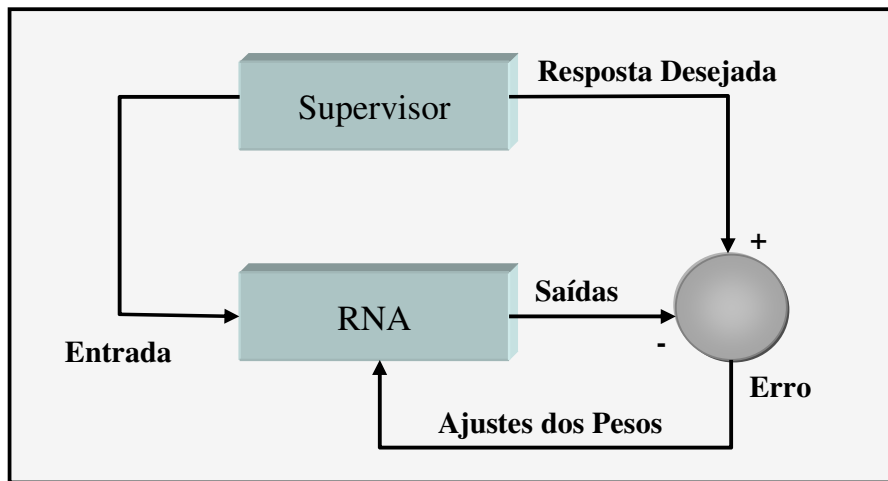 Resposta Desejada
Supervisor
+
Saídas
RNA
-
Entrada
Erro
Ajustes dos Pesos